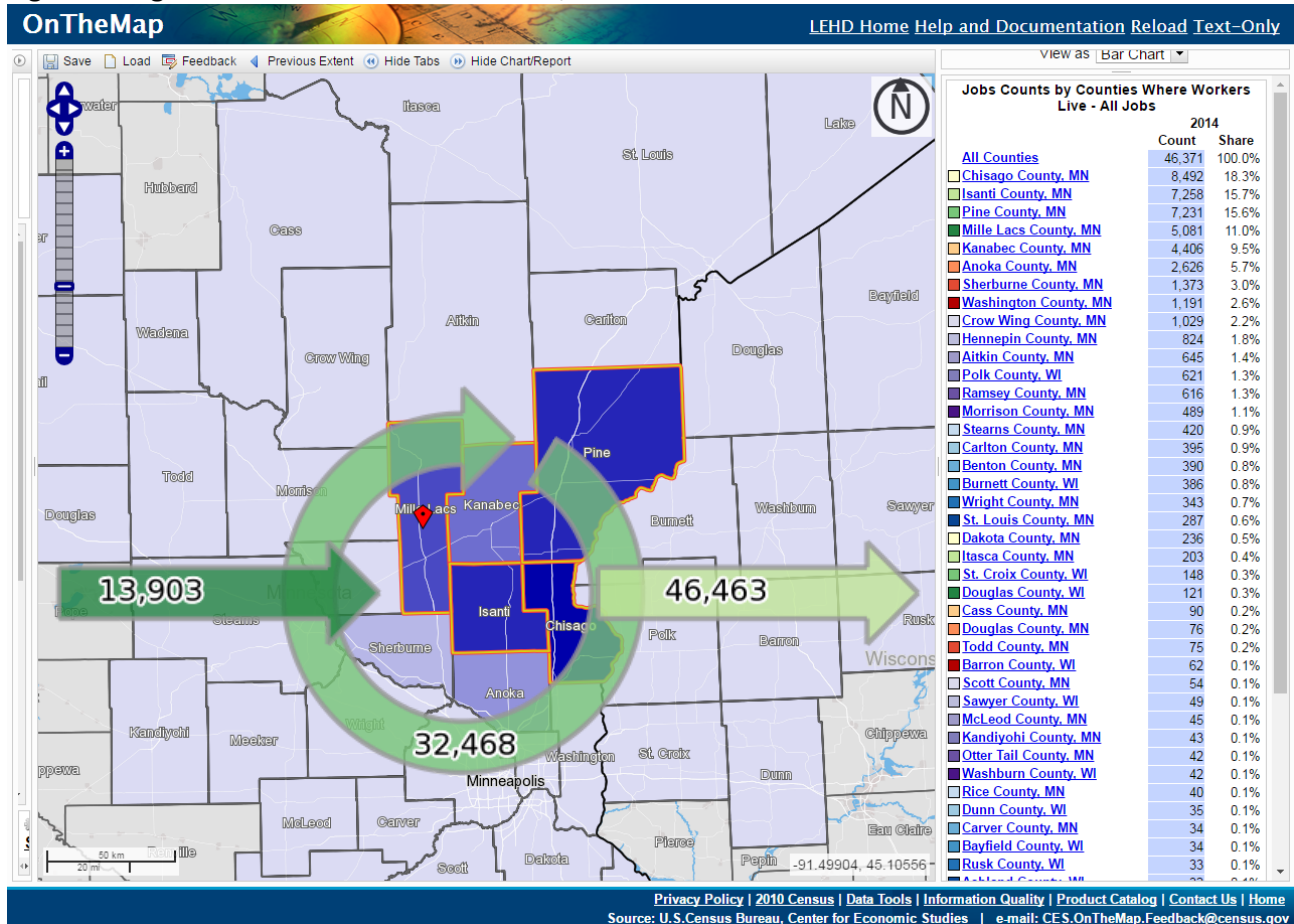 OnTheMap
LEHD Home Help and Documentation Reload Text-Only
Save Load Feedback Previous Extent Hide Tabs Hide Chart/Report
View as Bar Chart
Jobs Counts by Counties Where Workers
Live - All Jobs
2014
Count Share
All Counties 46,371 100.0%
Chisago County, MN 8,492 18.3%
Isanti County, MN 7,258 15.7%
Pine County, MN 7,231 15.6%
Mille Lacs County, MN 5,081 11.0%
Kanabec County, MN 4,406 9.5%
Anoka County, MN 2,626 5.7%
Sherburne County, MN 1,373 3.0%
Washington County, MN 1,191 2.6%
Crow Wing County, MN 1,029 2.2%
Hennepin County, MN 824 1.8%
Aitkin County, MN 645 1.4%
Polk County, WI 621 1.3%
Ramsey County, MN 616 1.3%
Morrison County, MN 489 1.1%
Stearns County, MN 420 0.9%
Carlton County, MN 395 0.9%
Benton County, MN 390 0.8%
Burnett County, WI 386 0.8%
Wright County, MN 343 0.7%
St. Louis County, MN 287 0.6%
Dakota County, MN 236 0.5%
Itasca County, MN 203 0.4%
St. Croix County, WI 148 0.3%
Douglas County, WI 121 0.3%
Cass County, MN 90 0.2%
Douglas County, MN 76 0.2%
Todd County, MN 75 0.2%
Barron County, WI 62 0.1%
Scott County, MN 54 0.1%
Sawyer County, WI 49 0.1%
McLeod County, MN 45 0.1%
Kandiyohi County, MN 43 0.1%
Otter Tail County, MN 42 0.1%
Washburn County, WI 42 0.1%
Rice County, MN 40 0.1%
Dunn County, WI 35 0.1%
Carver County, MN 34 0.1%
Bayfield County, WI 34 0.1%
Rusk County, WI 33 0.1%
N
Itasca
Lake
St. Louis
Hubbard
Cass
Bayfield
Aitkin
Carlton
Wadena
Douglas
Crow Wing
Pine
Todd
Morrison
Mille Lacs
Kanabec
Douglas
Burnett
Washburn
Sawyer
13,903
46,463
Minnesota
Pope
Stearns
Isanti
Chisago
Rusk
Sherburne
Polk
Barron
Wiscons
Anoka
Wright
Kandiyohi
Meeker
32,468
Chippewa
Washington
St. Croix
ppewa
Minneapolis
Dunn
McLeod
Carver
Eau Claire
Pierce
50 km
20 mi
Dakota
Pepin
-91.49904, 45.10556
Scott
Privacy Policy | 2010 Census | Data Tools | Information Quality | Product Catalog | Contact Us | Home
Source: U.S.Census Bureau, Center for Economic Studies | e-mail: CES.OnTheMap.Feedback@census.gov